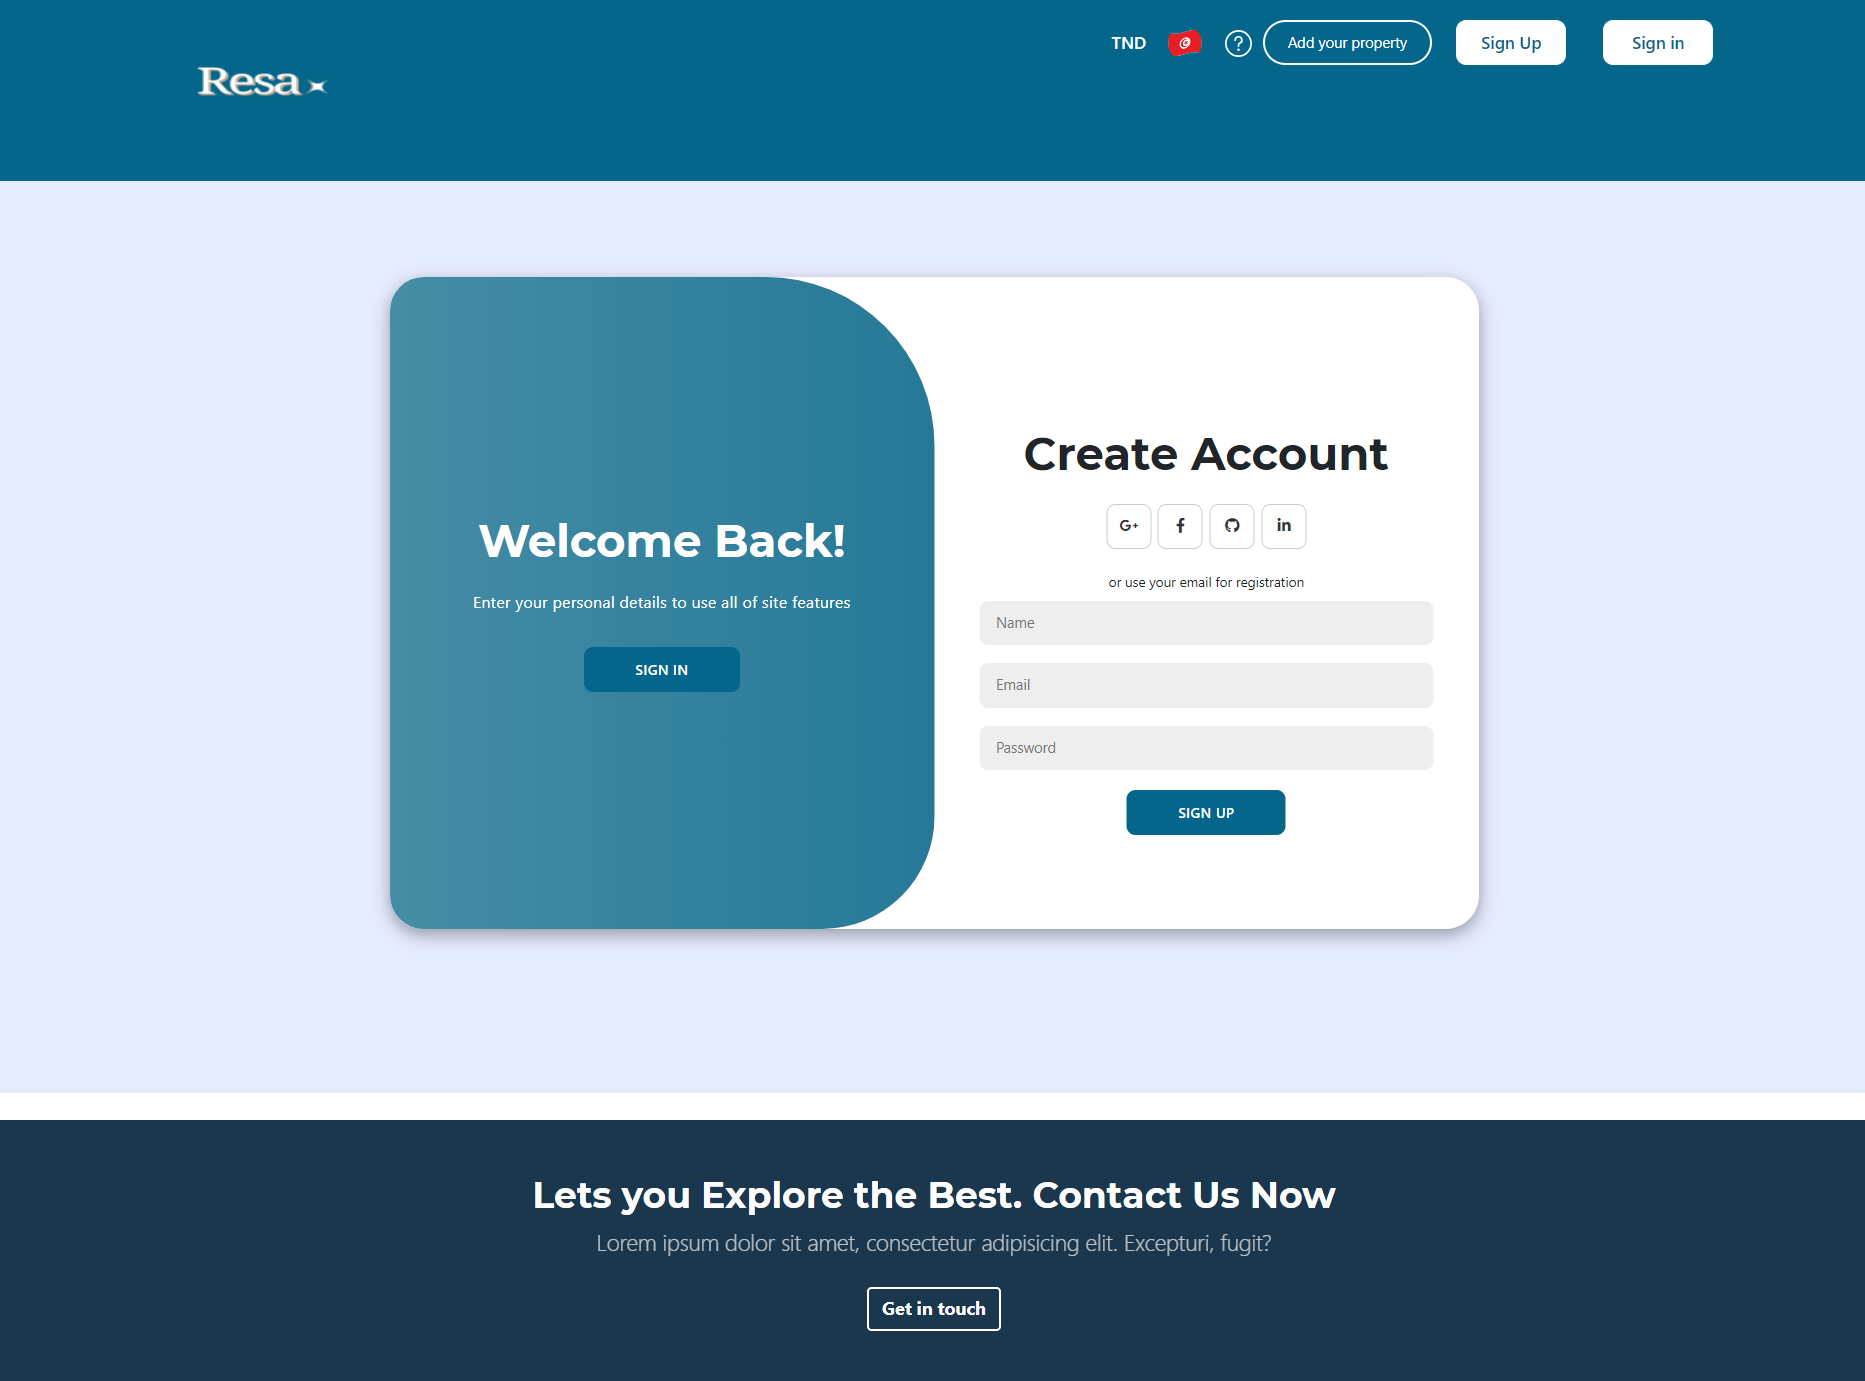 TND
Add your property
Sign Up
Sign in
Resa
Create Account
G+
f
in
Welcome Back!
or use your email for registration
Enter your personal details to use all of site features
Name
SIGN IN
Email
Password
SIGN UP
Lets you Explore the Best. Contact Us Now
Lorem ipsum dolor sit amet, consectetur adipisicing elit. Excepturi, fugit?
Get in touch